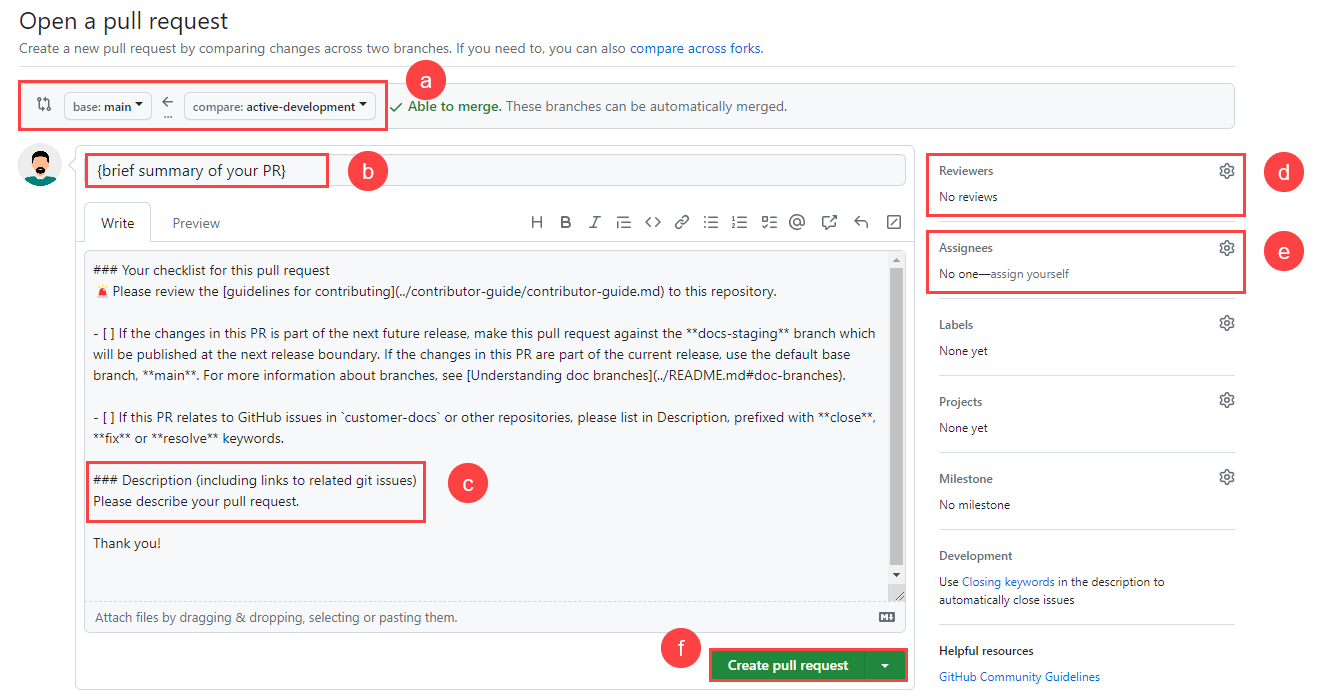 Open a pull request
Create a new pull request by comparing changes across two branches. If you need to, you can also compare across forks.
a
base: main
...
compare: active-development
Able to merge. These branches can be automatically merged.
{brief summary of your PR}
b
Write
Preview
### Your checklist for this pull request
🚨Please review the [guidelines for contributing](../contributor-guide/contributor-guide.md) to this repository.
- [ ] If the changes in this PR is part of the next future release, make this pull request against the **docs-staging** branch which
will be published at the next release boundary. If the changes in this PR are part of the current release, use the default base
branch, **main**. For more information about branches, see [Understanding doc branches](../README.md#doc-branches).
- [ ] If this PR relates to GitHub issues in `customer-docs` or other repositories, please list in Description, prefixed with **close**,
**fix** or **resolve** keywords.
### Description (including links to related git issues)
Please describe your pull request.
c
Thank you!
Attach files by dragging & dropping, selecting or pasting them.
f
Create pull request
Reviewers
No reviews
d
Assignees
No one—assign yourself
e
Labels
None yet
Projects
None yet
Milestone
No milestone
Development
Use Closing keywords in the description to
automatically close issues
Helpful resources
GitHub Community Guidelines